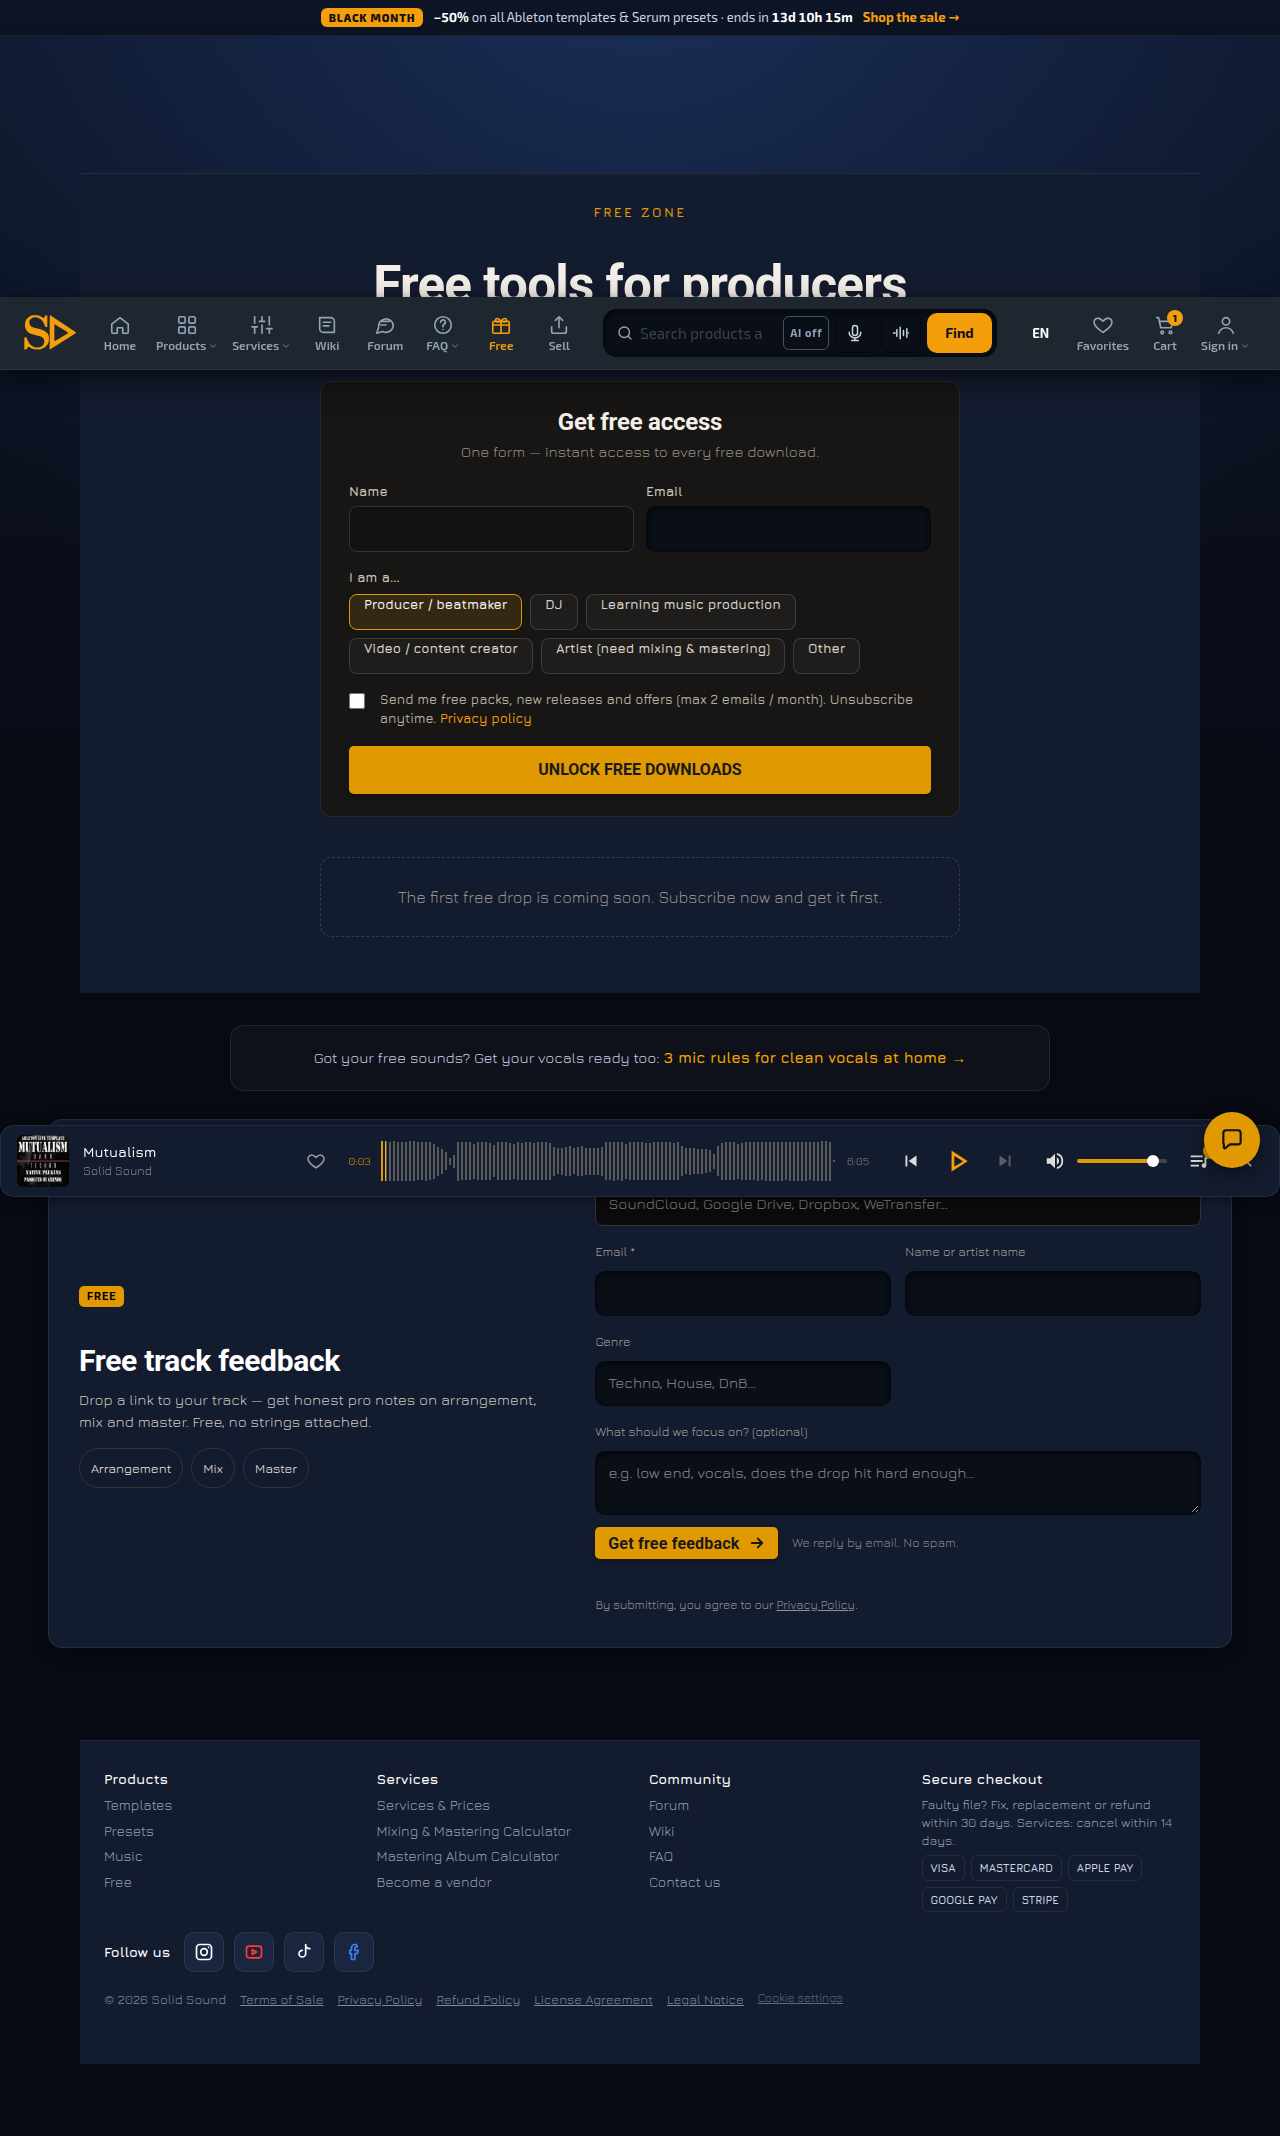 BLACK MONTH −50% on all Ableton templates & Serum presets · ends in 13d 10h 15m Shop the sale →
FREE ZONE
Free tools for producers
SD
Home Products Services Wiki Forum FAQ Free Sell
Search products a AI off Find
EN Favorites 1 Cart Sign in
Get free access
One form — instant access to every free download.
Name Email
I am a...
Producer / beatmaker DJ Learning music production
Video / content creator Artist (need mixing & mastering) Other
Send me free packs, new releases and offers (max 2 emails / month). Unsubscribe
anytime. Privacy policy
UNLOCK FREE DOWNLOADS
The first free drop is coming soon. Subscribe now and get it first.
Got your free sounds? Get your vocals ready too: 3 mic rules for clean vocals at home →
MUTUALISM
Mutualism
Solid Sound
0:03 6:05
SoundCloud, Google Drive, Dropbox, WeTransfer...
Email * Name or artist name
FREE
Genre
Free track feedback
Techno, House, DnB...
Drop a link to your track — get honest pro notes on arrangement,
mix and master. Free, no strings attached.
What should we focus on? (optional)
Arrangement Mix Master
e.g. low end, vocals, does the drop hit hard enough...
Get free feedback → We reply by email. No spam.
By submitting, you agree to our Privacy Policy.
Products Services Community Secure checkout
Templates Services & Prices Forum Faulty file? Fix, replacement or refund
within 30 days. Services: cancel within 14
days.
Presets Mixing & Mastering Calculator Wiki
Music Mastering Album Calculator FAQ
VISA MASTERCARD APPLE PAY
Free Become a vendor Contact us
GOOGLE PAY STRIPE
Follow us
© 2026 Solid Sound Terms of Sale Privacy Policy Refund Policy License Agreement Legal Notice Cookie settings